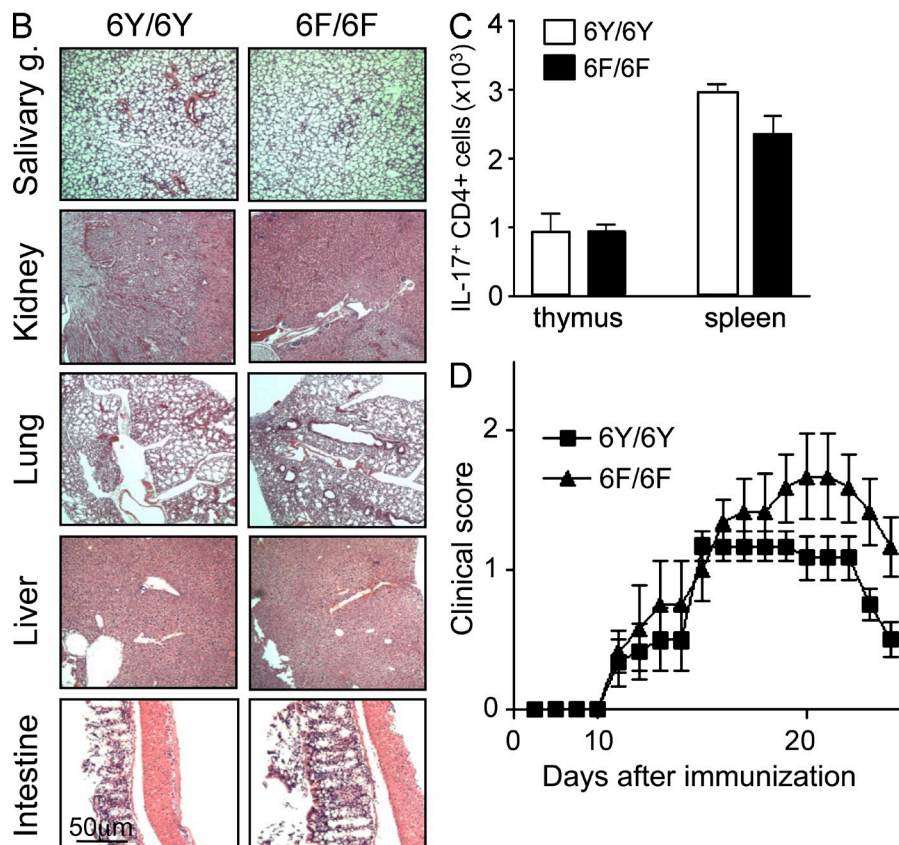 B
6Y/6Y
6F/6F
Salivary g.
Kidney
Lung
Liver
Intestine
50μm
C
6Y/6Y
6F/6F
IL-17⁺ CD4+ cells (x10³)
4
3
2
1
0
thymus
spleen
D
6Y/6Y
6F/6F
Clinical score
2
1
0
0
10
20
Days after immunization